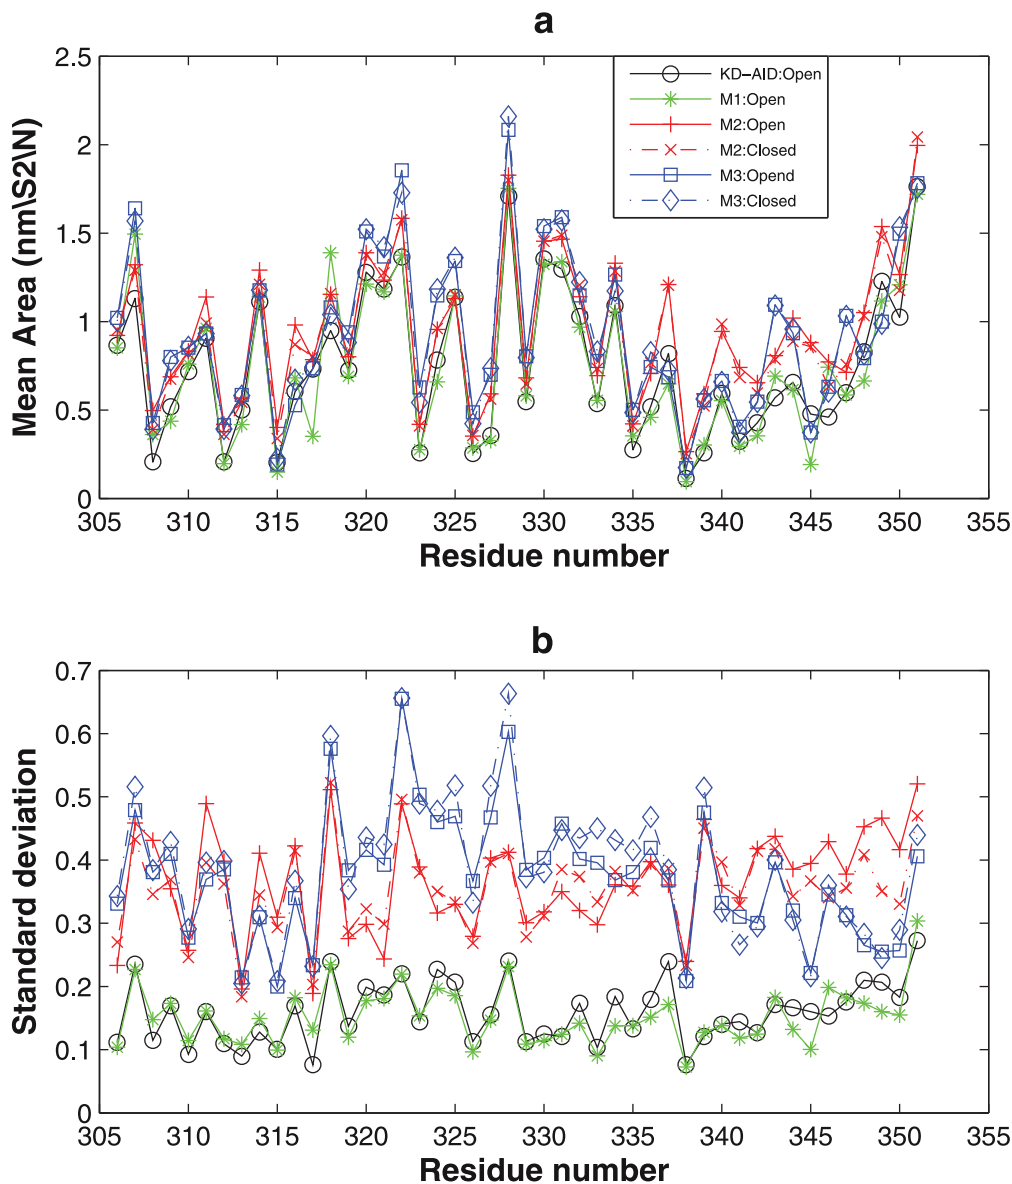 a
Mean Area (nm\S2\N)
2.5
2
1.5
1
0.5
0
KD-AID:Open
M1:Open
M2:Open
M2:Closed
M3:Opend
M3:Closed
305 310 315 320 325 330 335 340 345 350 355
Residue number
b
Standard deviation
0.7
0.6
0.5
0.4
0.3
0.2
0.1
0
305 310 315 320 325 330 335 340 345 350 355
Residue number